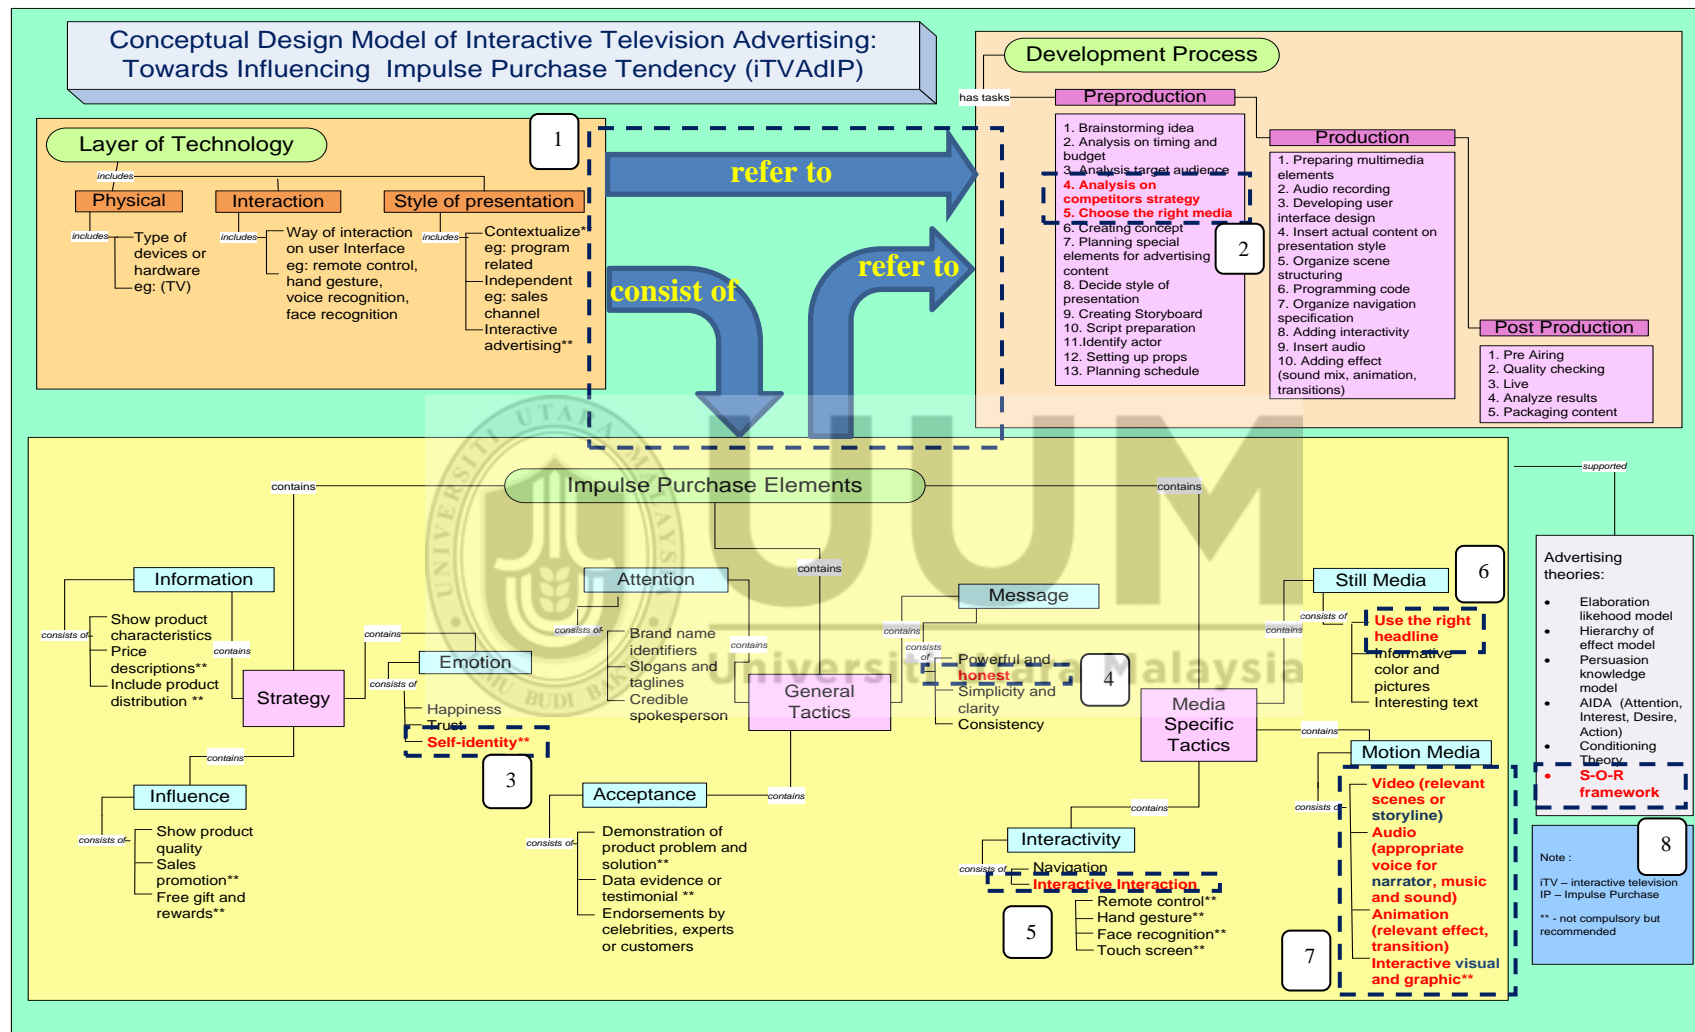 Conceptual Design Model of Interactive Television Advertising:
Towards Influencing Impulse Purchase Tendency (iTVAdIP)
Layer of Technology
1
includes
Physical
includes
Type of
devices or
hardware
eg: (TV)
Interaction
includes
Way of interaction
on user Interface
eg: remote control,
hand gesture,
voice recognition,
face recognition
Style of presentation
includes
Contextualize**
eg: program
related
Independent
eg: sales
channel
Interactive
advertising**
refer to
consist of
refer to
Development Process
has tasks
Preproduction
1. Brainstorming idea
2. Analysis on timing and
budget
3. Analysis target audience
4. Analysis on
competitors strategy
5. Choose the right media
6. Creating concept
7. Planning special
elements for advertising
content
8. Decide style of
presentation
9. Creating Storyboard
10. Script preparation
11.Identify actor
12. Setting up props
13. Planning schedule
2
Production
1. Preparing multimedia
elements
2. Audio recording
3. Developing user
interface design
4. Insert actual content on
presentation style
5. Organize scene
structuring
6. Programming code
7. Organize navigation
specification
8. Adding interactivity
9. Insert audio
10. Adding effect
(sound mix, animation,
transitions)
Post Production
1. Pre Airing
2. Quality checking
3. Live
4. Analyze results
5. Packaging content
Impulse Purchase Elements
contains
contains
contains
Strategy
contains
Information
consists of
Show product
characteristics
Price
descriptions**
Include product
distribution **
contains
Emotion
consists of
Happiness
Trust
Self-identity**
3
contains
Influence
consists of
Show product
quality
Sales
promotion**
Free gift and
rewards**
General
Tactics
contains
Attention
consists of
Brand name
identifiers
Slogans and
taglines
Credible
spokesperson
contains
Message
consists
of
Powerful and
honest
Simplicity and
clarity
Consistency
4
contains
Acceptance
consists of
Demonstration of
product problem and
solution**
Data evidence or
testimonial **
Endorsements by
celebrities, experts
or customers
Media
Specific
Tactics
contains
Still Media
6
consists of
Use the right
headline
Informative
color and
pictures
Interesting text
contains
Motion Media
consists of
Video (relevant
scenes or
storyline)
Audio
(appropriate
voice for
narrator, music
and sound)
Animation
(relevant effect,
transition)
Interactive visual
and graphic**
7
contains
Interactivity
consists of
Navigation
Interactive Interaction
Remote control**
Hand gesture**
Face recognition**
Touch screen**
5
supported
Advertising
theories:
• Elaboration
likehood model
• Hierarchy of
effect model
• Persuasion
knowledge
model
• AIDA (Attention,
Interest, Desire,
Action)
• Conditioning
Theory
• S-O-R
framework
8
Note :
iTV – interactive television
IP – Impulse Purchase
** - not compulsory but
recommended
UNIVERSITI UTARA MALAYSIA
UUM
Universiti Utara Malaysia